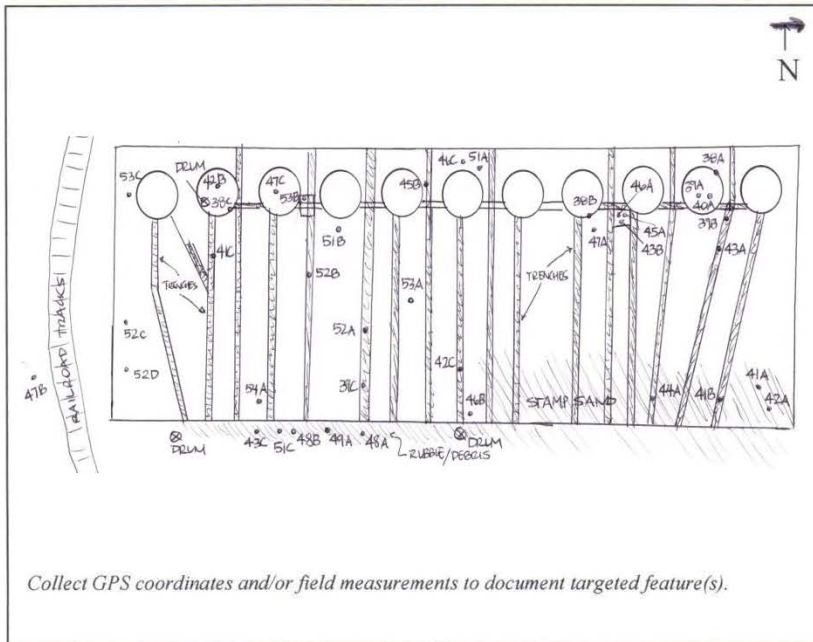 N
46C
51A
38A
DRUM
53C
42B
38C
47C
53B
45B
38B
46A
39A
40A
39B
51B
47A
45A
43B
43A
41C
TRENCHES
52B
53A
TRENCHES
52C
52A
RAILROAD TRACKS
47B
52D
42C
39C
54A
46B
STAMP SAND
44A
41B
41A
42A
DRUM
43C
51C
48B
49A
48A
RUBBLE/DEBRIS
DRUM
Collect GPS coordinates and/or field measurements to document targeted feature(s).